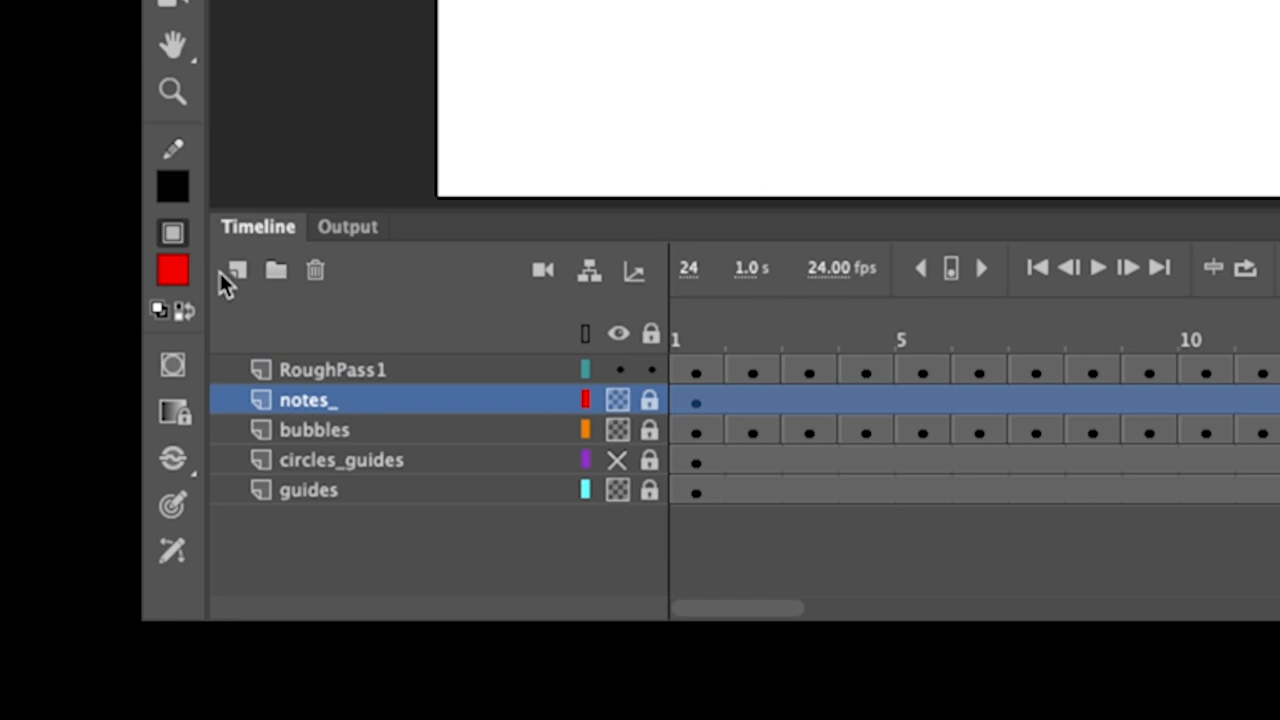 Timeline Output
24 1.0 s 24.00 fps
1 5 10
RoughPass1
notes_
bubbles
circles_guides
guides